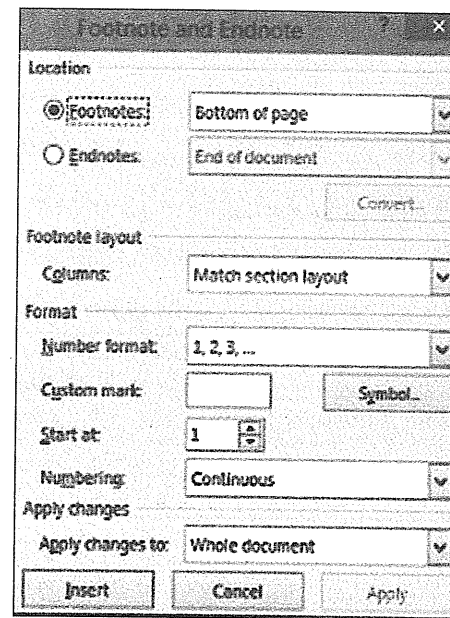 Footnote and Endnote ? ×
Location
Footnotes: Bottom of page
Endnotes: End of document
Convert...
Footnote layout
Columns: Match section layout
Format
Number format: 1, 2, 3, ...
Custom mark: Symbol...
Start at: 1
Numbering: Continuous
Apply changes
Apply changes to: Whole document
Insert Cancel Apply